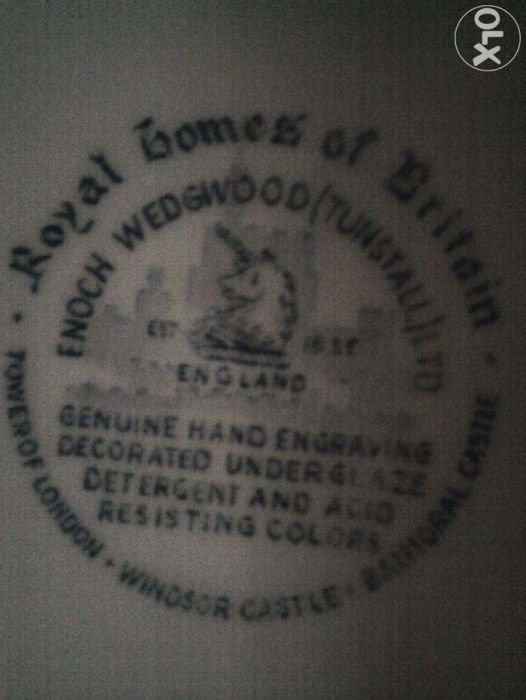 OLX
Royal Homes of Britain
ENOCH WEDGWOOD (TUNSTALL) LTD
EST 1835
ENGLAND
GENUINE HAND ENGRAVING
DECORATED UNDERGLAZE
DETERGENT AND ACID
RESISTING COLORS
TOWER OF LONDON · WINDSOR CASTLE · BALMORAL CASTLE